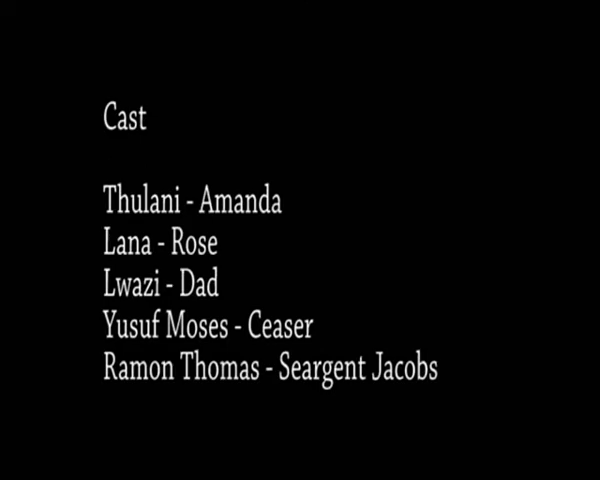 Cast
Thulani - Amanda
Lana - Rose
Lwazi - Dad
Yusuf Moses - Ceaser
Ramon Thomas - Seargent Jacobs